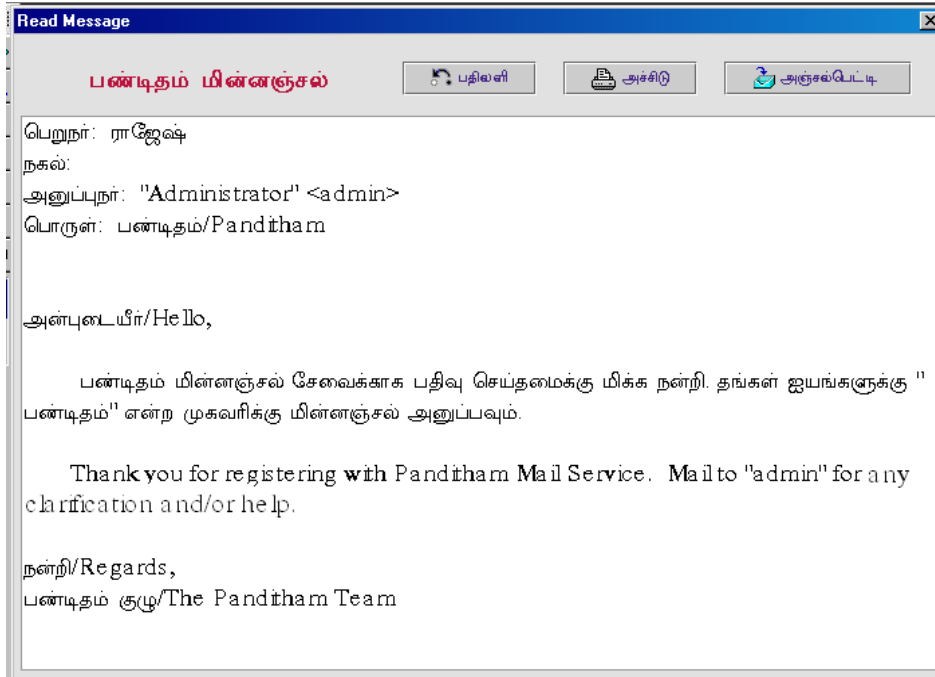 Read Message
பண்டிதம் மின்னஞ்சல் பதிலளி அச்சிடு அஞ்சல்பெட்டி
பெறுநர்: ராஜேஷ்
நகல்:
அனுப்புநர்: "Administrator" <admin>
பொருள்: பண்டிதம்/Panditham
அன்புடையீர்/Hello,
பண்டிதம் மின்னஞ்சல் சேவைக்காக பதிவு செய்தமைக்கு மிக்க நன்றி. தங்கள் ஐயங்களுக்கு "
பண்டிதம்" என்ற முகவரிக்கு மின்னஞ்சல் அனுப்பவும்.
Thank you for registering with Panditham Mail Service. Mail to "admin" for any
clarification and/or help.
நன்றி/Regards,
பண்டிதம் குழு/The Panditham Team